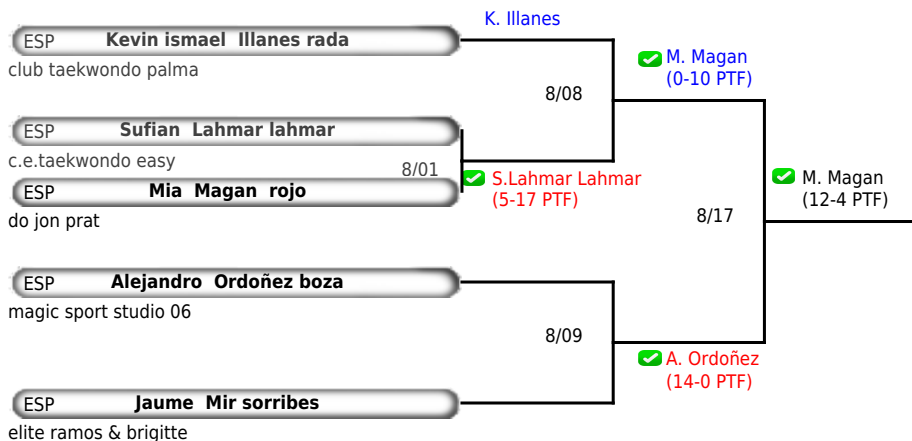 K. Illanes
ESP Kevin ismael Illanes rada
club taekwondo palma
M. Magan
(0-10 PTF)
8/08
ESP Sufian Lahmar lahmar
c.e.taekwondo easy
8/01
S.Lahmar Lahmar
(5-17 PTF)
ESP Mia Magan rojo
do jon prat
M. Magan
(12-4 PTF)
8/17
ESP Alejandro Ordoñez boza
magic sport studio 06
8/09
A. Ordoñez
(14-0 PTF)
ESP Jaume Mir sorribes
elite ramos & brigitte